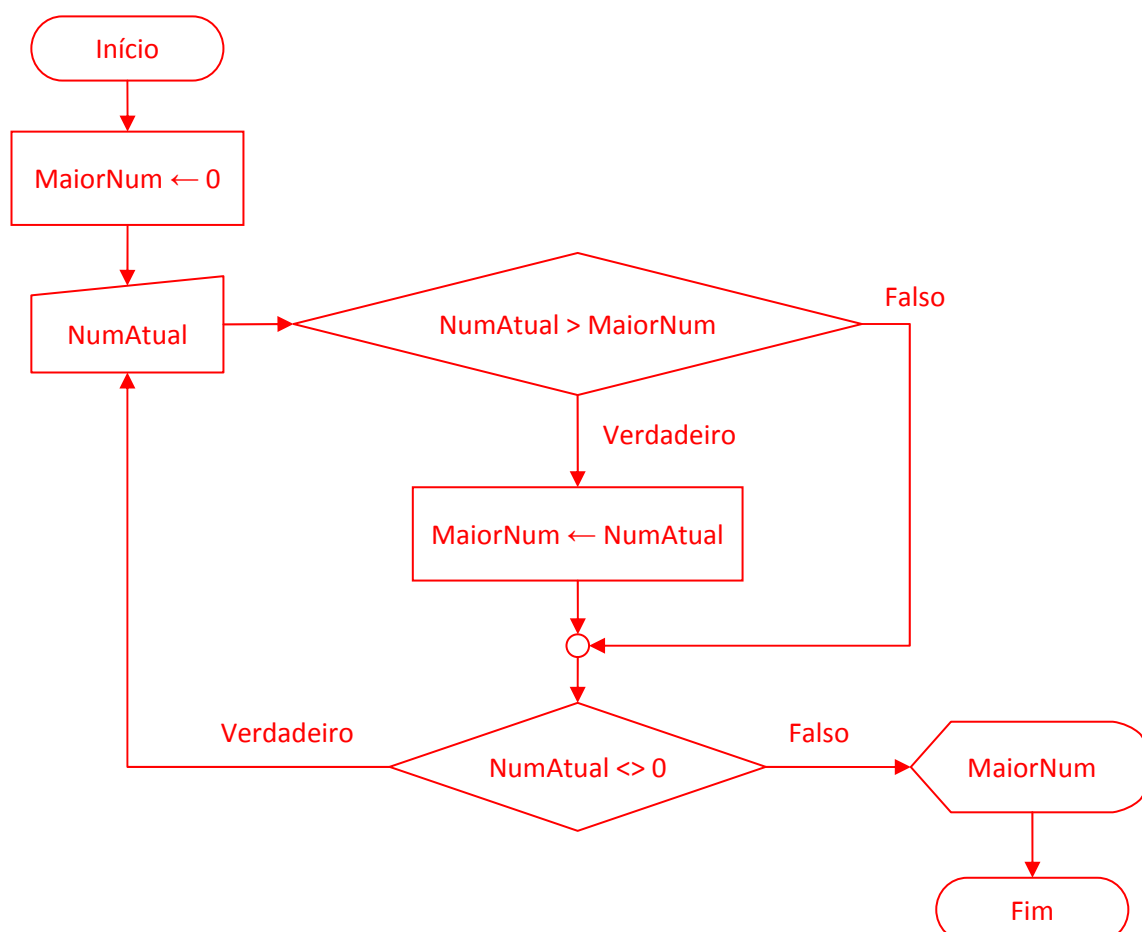 Início
MaiorNum ← 0
NumAtual
NumAtual > MaiorNum
Falso
Verdadeiro
MaiorNum ← NumAtual
Verdadeiro
NumAtual <> 0
Falso
MaiorNum
Fim